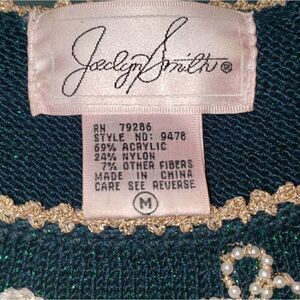 Jaclyn Smith®
RN 79286
STYLE NO: 9478
69% ACRYLIC
24% NYLON
7% OTHER FIBERS
MADE IN CHINA
CARE SEE REVERSE
M